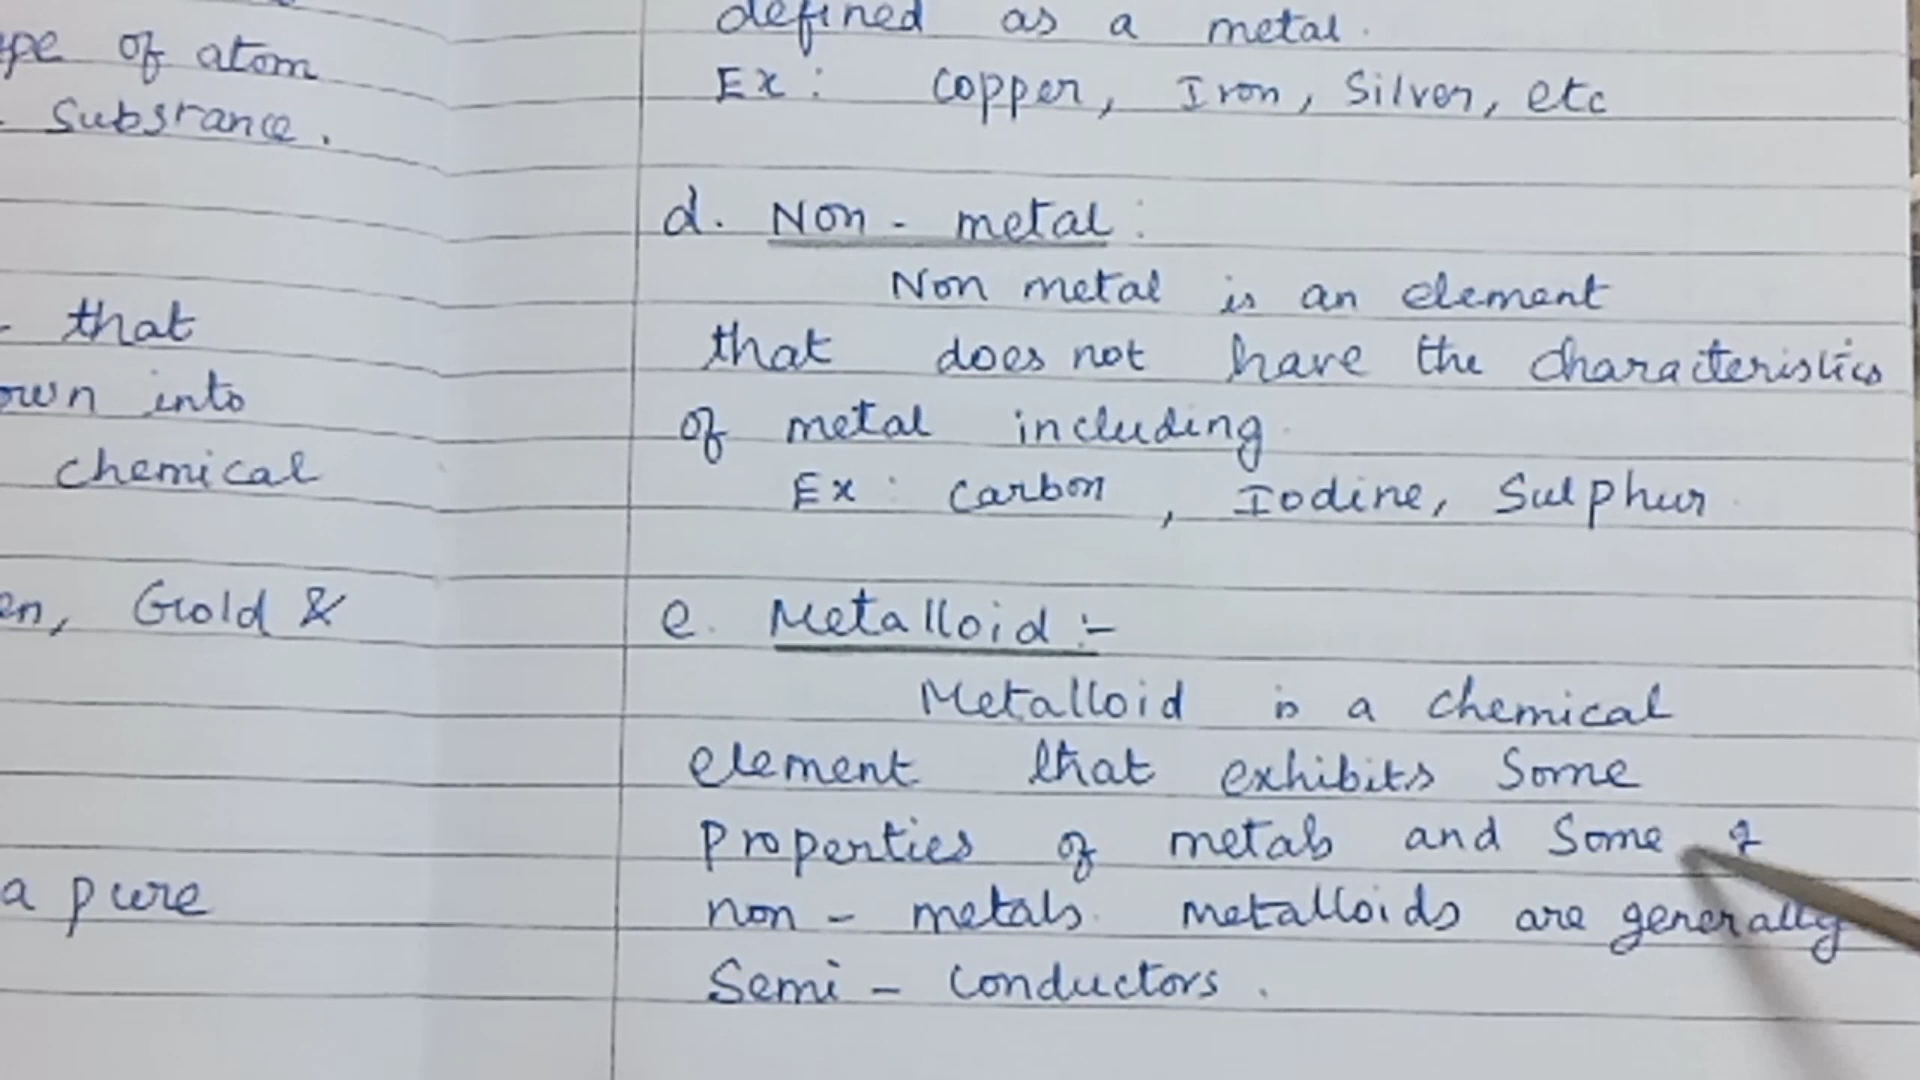 of atom
Substance.
that
into
chemical
Gold &
a pure
defined as a metal.
Ex: Copper, Iron, Silver, etc
d. Non - metal:
Non metal is an element
that does not have the characteristics
of metal including
Ex: Carbon, Iodine, Sulphur
e. Metalloid :-
Metalloid is a chemical
element that exhibits some
properties of metals and some of
non - metals. metalloids are generally
Semi - conductors.